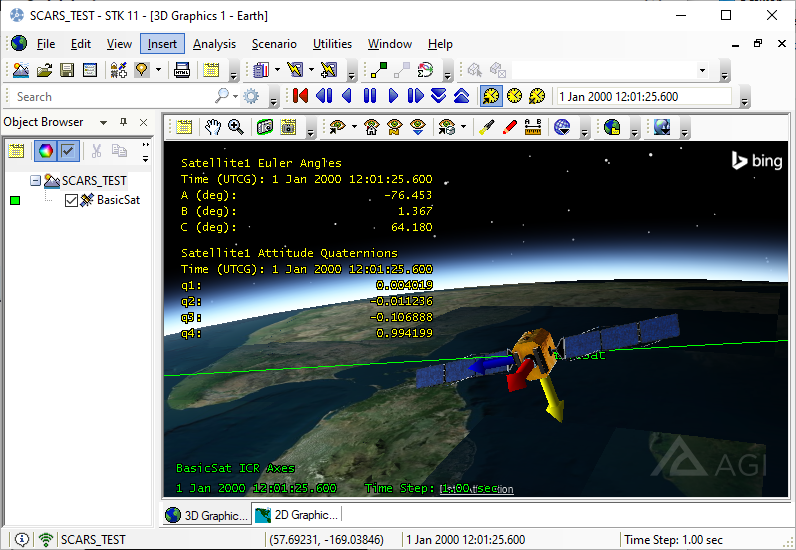 SCARS_TEST - STK 11 - [3D Graphics 1 - Earth]
File Edit View Insert Analysis Scenario Utilities Window Help
Search
1 Jan 2000 12:01:25.600
Object Browser
SCARS_TEST
BasicSat
bing
Satellite1 Euler Angles
Time (UTCG): 1 Jan 2000 12:01:25.600
A (deg): -76.453
B (deg): 1.367
C (deg): 64.180
Satellite1 Attitude Quaternions
Time (UTCG): 1 Jan 2000 12:01:25.600
q1: 0.004019
q2: -0.011236
q3: -0.106888
q4: 0.994199
AGI
BasicSat ICR Axes
1 Jan 2000 12:01:25.600 Time Step: 1.00 sec
3D Graphic... 2D Graphic...
SCARS_TEST (57.69231, -169.03846) 1 Jan 2000 12:01:25.600 Time Step: 1.00 sec